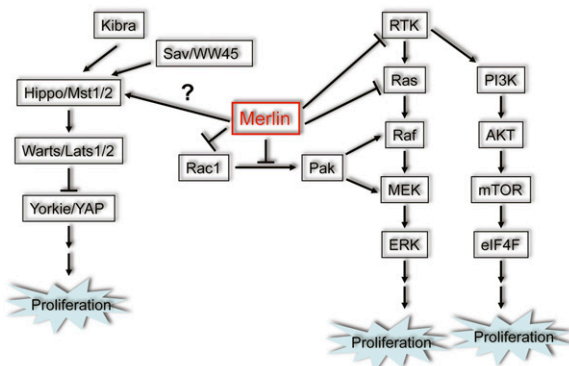 Kibra
RTK
Sav/WW45
Hippo/Mst1/2
?
Ras
PI3K
Merlin
Warts/Lats1/2
Rac1
Pak
Raf
AKT
MEK
mTOR
Yorkie/YAP
ERK
eIF4F
Proliferation
Proliferation
Proliferation